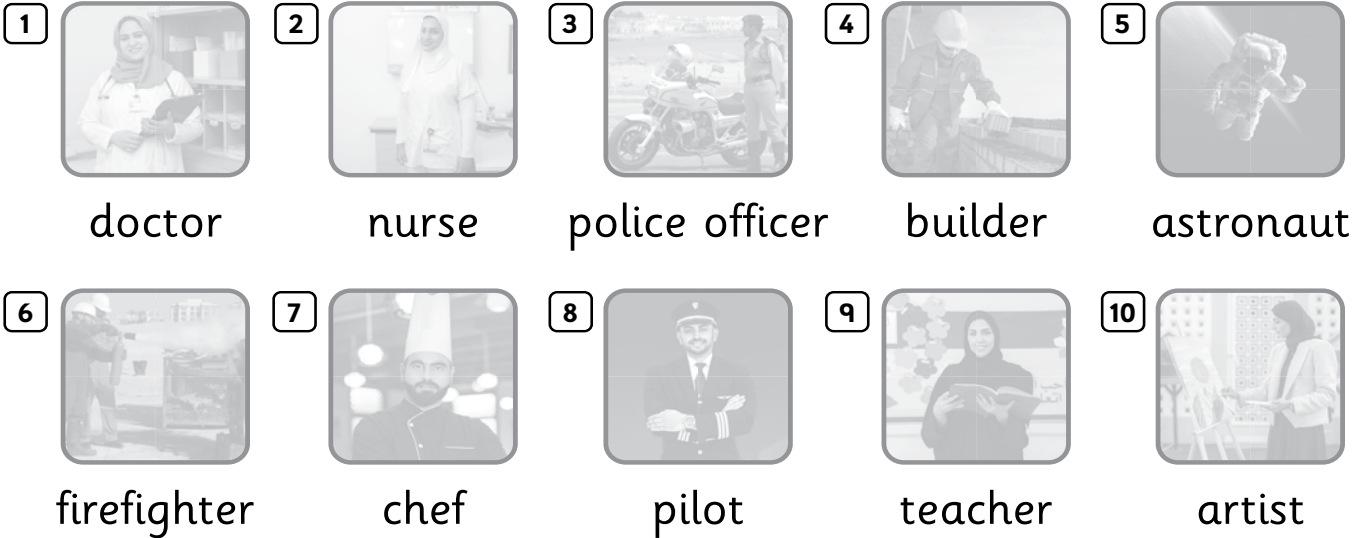 1 2 3 4 5
doctor nurse police officer builder astronaut
6 7 8 9 10
firefighter chef pilot teacher artist